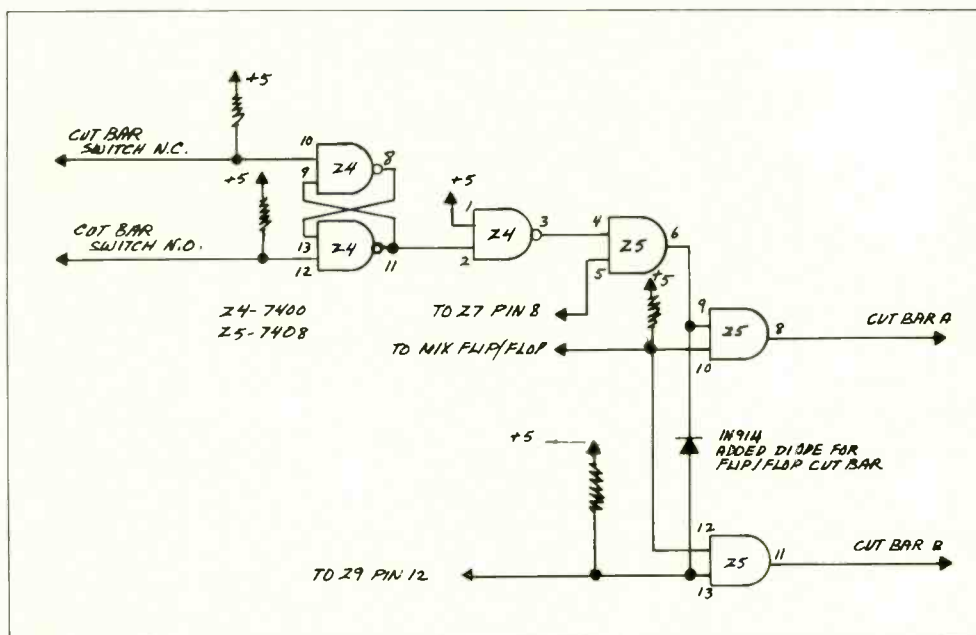 +5
CUT BAR
SWITCH N.C.
10
9
8
Z4
+5
CUT BAR
SWITCH N.O.
13
12
Z4
11
+5
1
2
Z4
3
4
5
Z5
6
Z4-7400
Z5-7408
TO Z7 PIN 8
+5
TO MIX FLIP/FLOP
9
10
Z5
8
CUT BAR A
+5
IN914
ADDED DIODE FOR
FLIP/FLOP CUT BAR
12
13
Z5
11
CUT BAR B
TO Z9 PIN 12